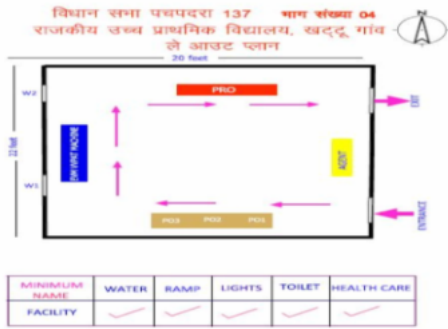 विधान सभा पचपदरा 137 भाग संख्या 04
राजकीय उच्च प्राथमिक विद्यालय, खट्टू गांव
ले आउट प्लान
N
20 feet
W2
PRO
EXIT
22 feet
EVM VVPAT MACHINE
AGENT
W1
PO3 PO2 PO1
ENTRANCE
MINIMUM NAME WATER RAMP LIGHTS TOILET HEALTH CARE
FACILITY